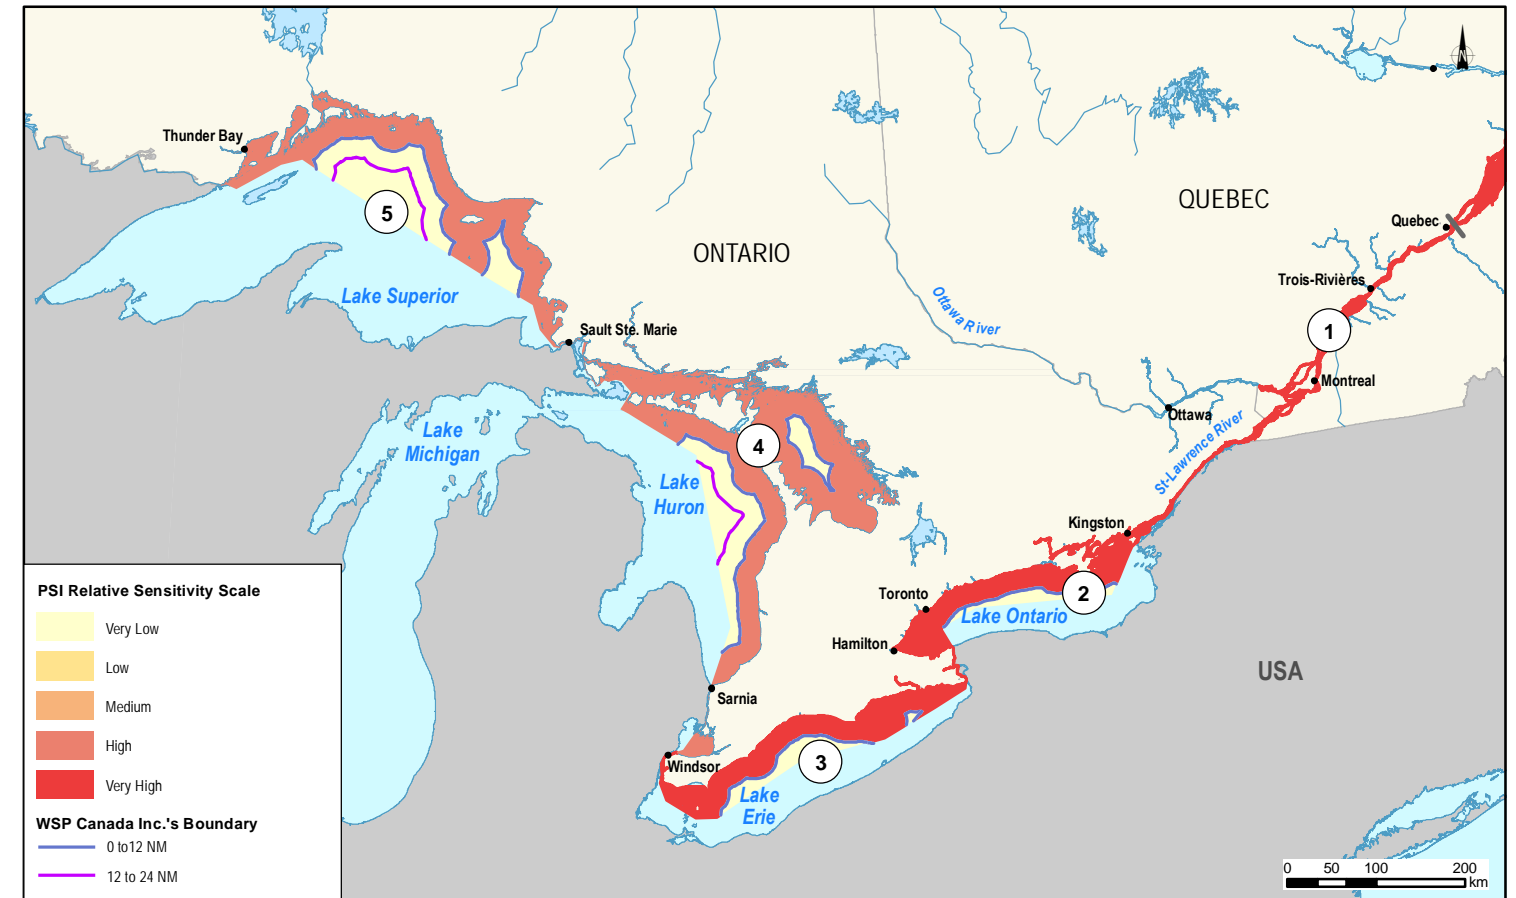 Thunder Bay
QUEBEC
Quebec
5
ONTARIO
Trois-Rivières
Lake Superior
Ottawa River
Sault Ste. Marie
1
Montreal
Ottawa
Lake
Michigan
4
St-Lawrence River
Lake
Huron
Kingston
Toronto
2
Lake Ontario
Hamilton
USA
Sarnia
3
Windsor
Lake
Erie
PSI Relative Sensitivity Scale
Very Low
Low
Medium
High
Very High
WSP Canada Inc.'s Boundary
0 to12 NM
12 to 24 NM
0 50 100 200
km